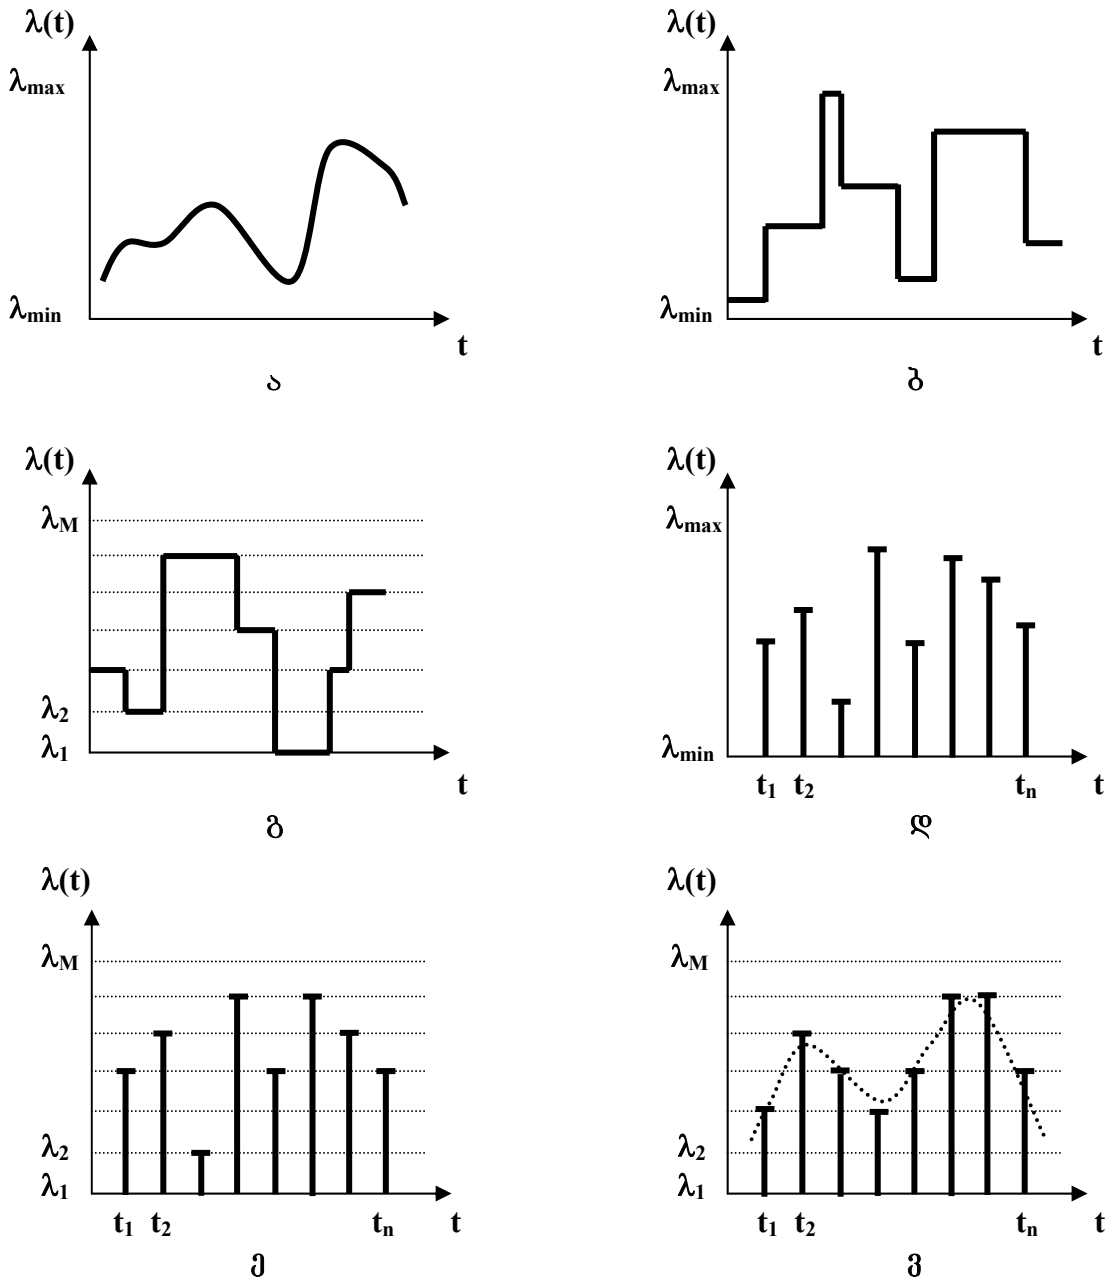 λ(t)
λmax
λmin
t
ა
λ(t)
λmax
λmin
t
ბ
λ(t)
λM
λ2
λ1
t
გ
λ(t)
λmax
λmin
t1 t2 tn t
დ
λ(t)
λM
λ2
λ1
t1 t2 tn t
ე
λ(t)
λM
λ2
λ1
t1 t2 tn t
ვ